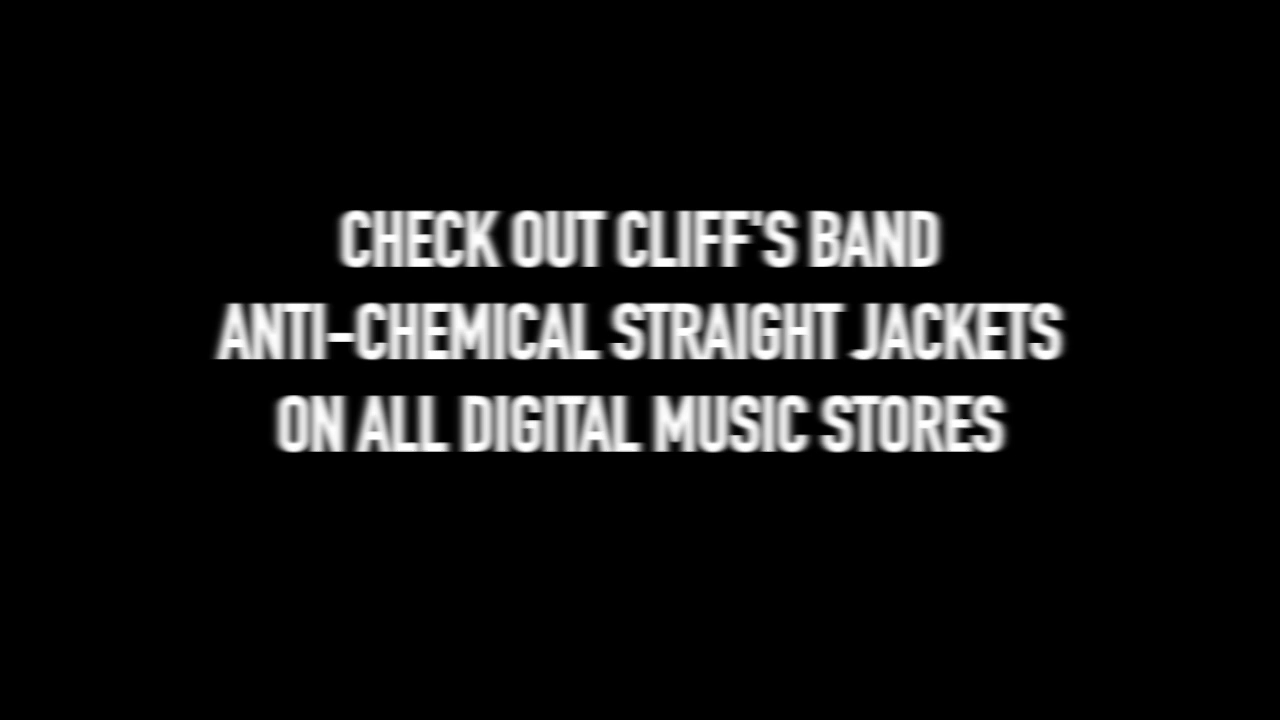 CHECK OUT CLIFF'S BAND
ANTI-CHEMICAL STRAIGHT JACKETS
ON ALL DIGITAL MUSIC STORES